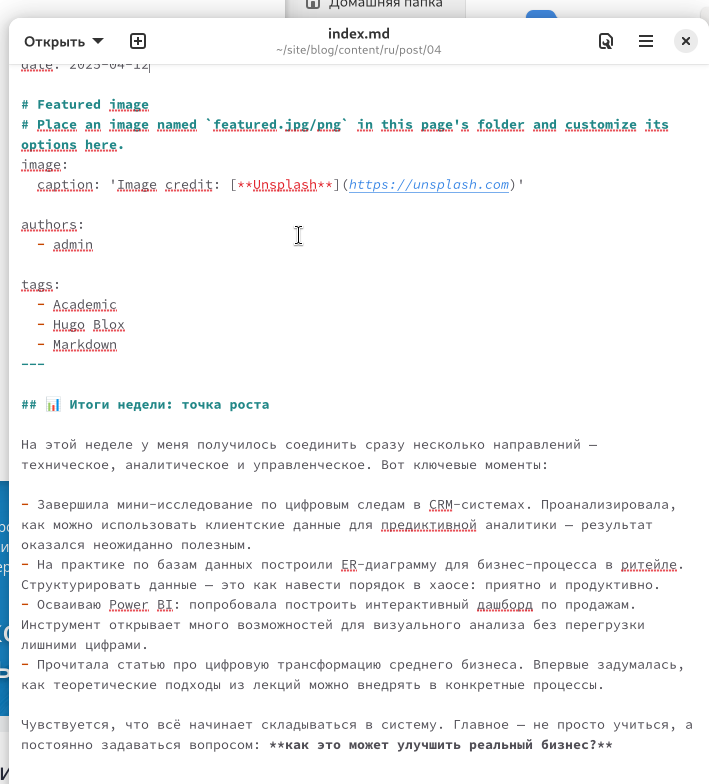 Домашняя папка
Открыть
index.md
~/site/blog/content/ru/post/04
date: 2025-04-12
# Featured image
# Place an image named `featured.jpg/png` in this page's folder and customize its
options here.
image:
  caption: 'Image credit: [**Unsplash**](https://unsplash.com)'
authors:
  - admin
tags:
  - Academic
  - Hugo Blox
  - Markdown
---
## 📊 Итоги недели: точка роста
На этой неделе у меня получилось соединить сразу несколько направлений —
техническое, аналитическое и управленческое. Вот ключевые моменты:
- Завершила мини-исследование по цифровым следам в CRM-системах. Проанализировала,
как можно использовать клиентские данные для предиктивной аналитики — результат
оказался неожиданно полезным.
- На практике по базам данных построили ER-диаграмму для бизнес-процесса в ритейле.
Структурировать данные — это как навести порядок в хаосе: приятно и продуктивно.
- Осваиваю Power BI: попробовала построить интерактивный дашборд по продажам.
Инструмент открывает много возможностей для визуального анализа без перегрузки
лишними цифрами.
- Прочитала статью про цифровую трансформацию среднего бизнеса. Впервые задумалась,
как теоретические подходы из лекций можно внедрять в конкретные процессы.
Чувствуется, что всё начинает складываться в систему. Главное — не просто учиться, а
постоянно задаваться вопросом: **как это может улучшить реальный бизнес?**